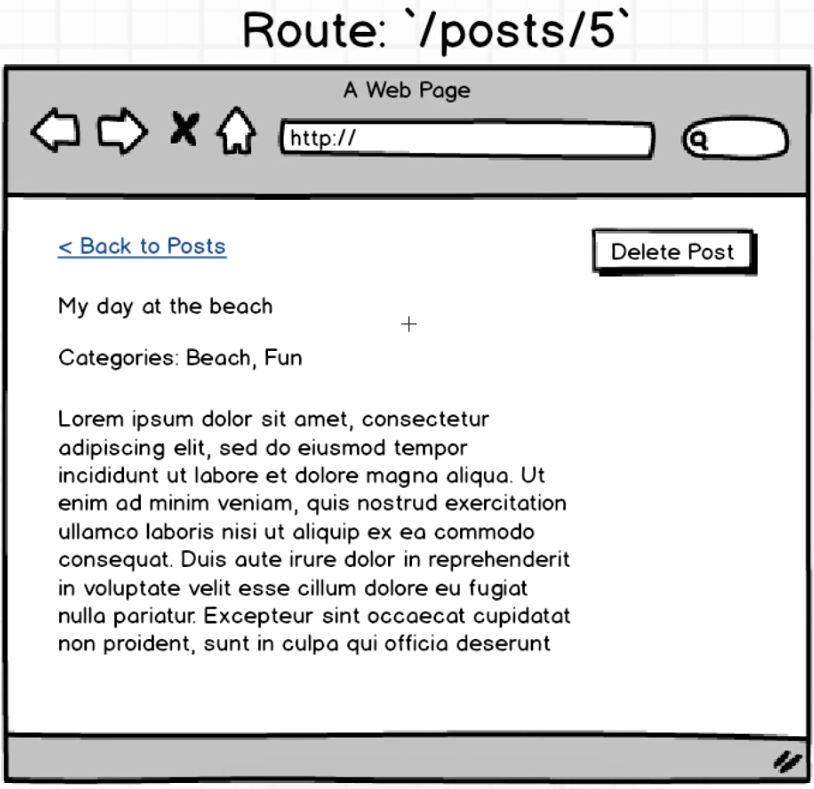 Route: `/posts/5`
A Web Page
http://
< Back to Posts
Delete Post
My day at the beach
Categories: Beach, Fun
Lorem ipsum dolor sit amet, consectetur
adipiscing elit, sed do eiusmod tempor
incididunt ut labore et dolore magna aliqua. Ut
enim ad minim veniam, quis nostrud exercitation
ullamco laboris nisi ut aliquip ex ea commodo
consequat. Duis aute irure dolor in reprehenderit
in voluptate velit esse cillum dolore eu fugiat
nulla pariatur. Excepteur sint occaecat cupidatat
non proident, sunt in culpa qui officia deserunt